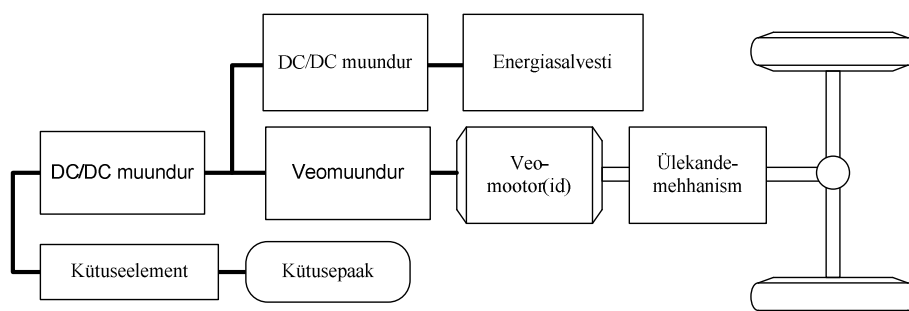 DC/DC muundur
Energiasalvesti
DC/DC muundur
Veomuundur
Veo-
mootor(id)
Ülekande-
mehhanism
Kütuseelement
Kütusepaak